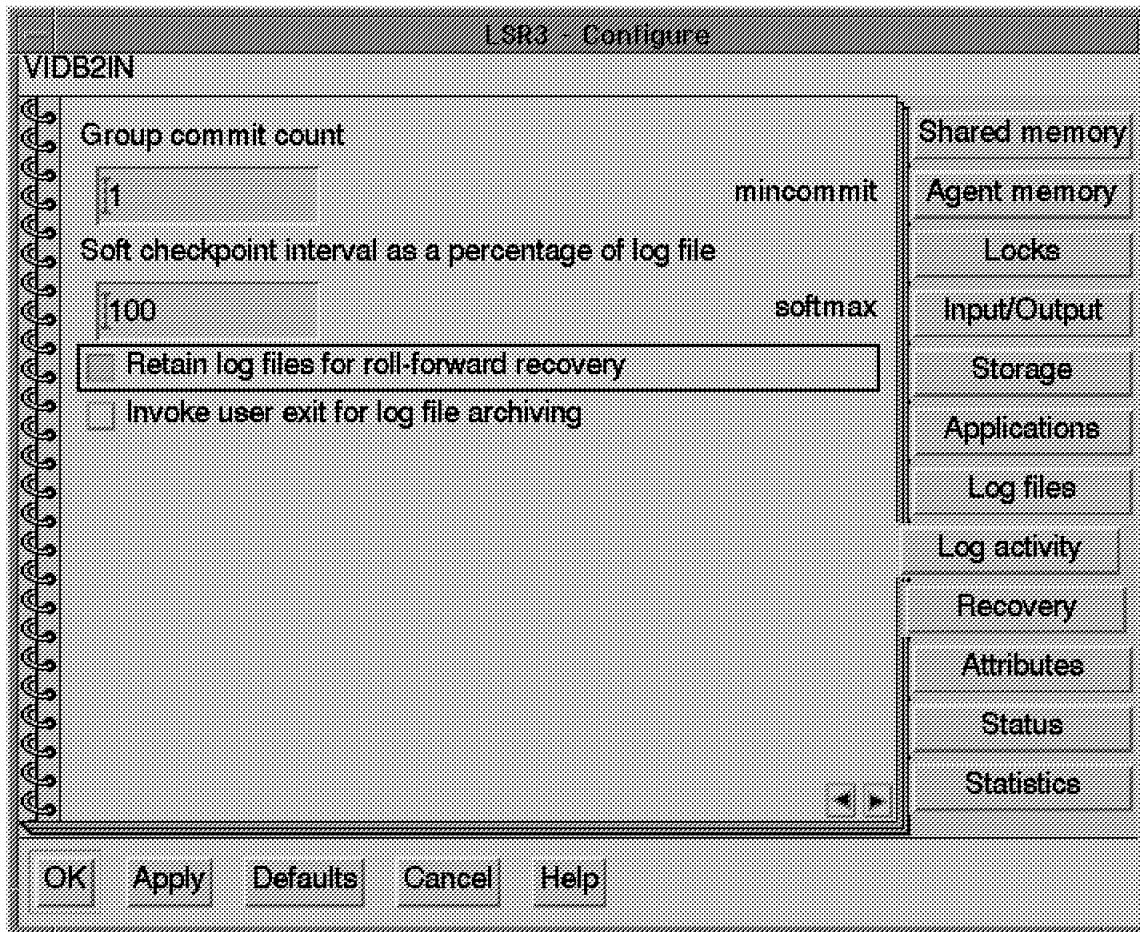 LSR3 - Configure
VIDB2IN
Group commit count
1
mincommit
Soft checkpoint interval as a percentage of log file
100
softmax
Retain log files for roll-forward recovery
Invoke user exit for log file archiving
Shared memory
Agent memory
Locks
Input/Output
Storage
Applications
Log files
Log activity
Recovery
Attributes
Status
Statistics
OK Apply Defaults Cancel Help